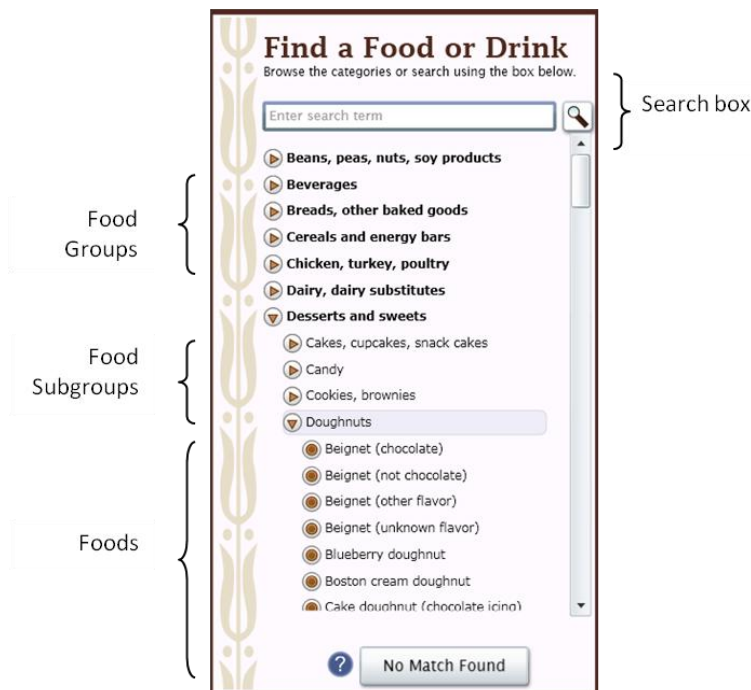 Find a Food or Drink
Browse the categories or search using the box below.
Enter search term
Search box
Beans, peas, nuts, soy products
Beverages
Breads, other baked goods
Cereals and energy bars
Chicken, turkey, poultry
Dairy, dairy substitutes
Desserts and sweets
Food
Groups
Cakes, cupcakes, snack cakes
Candy
Cookies, brownies
Doughnuts
Food
Subgroups
Beignet (chocolate)
Beignet (not chocolate)
Beignet (other flavor)
Beignet (unknown flavor)
Blueberry doughnut
Boston cream doughnut
Cake doughnut (chocolate icing)
Foods
?
No Match Found